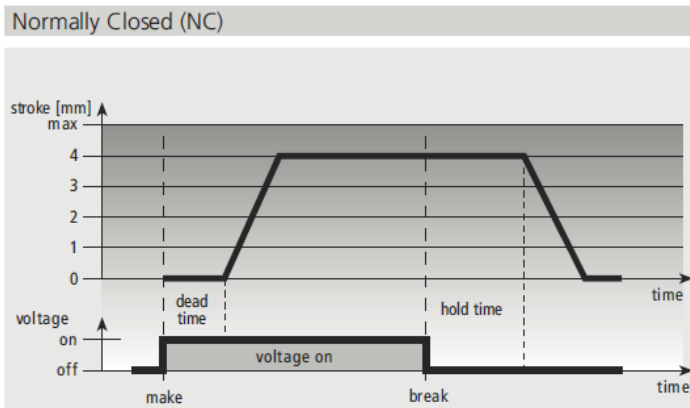 Normally Closed (NC)
stroke [mm]
max
4
3
2
1
0
time
dead
time
hold time
voltage
on
voltage on
off
time
make
break